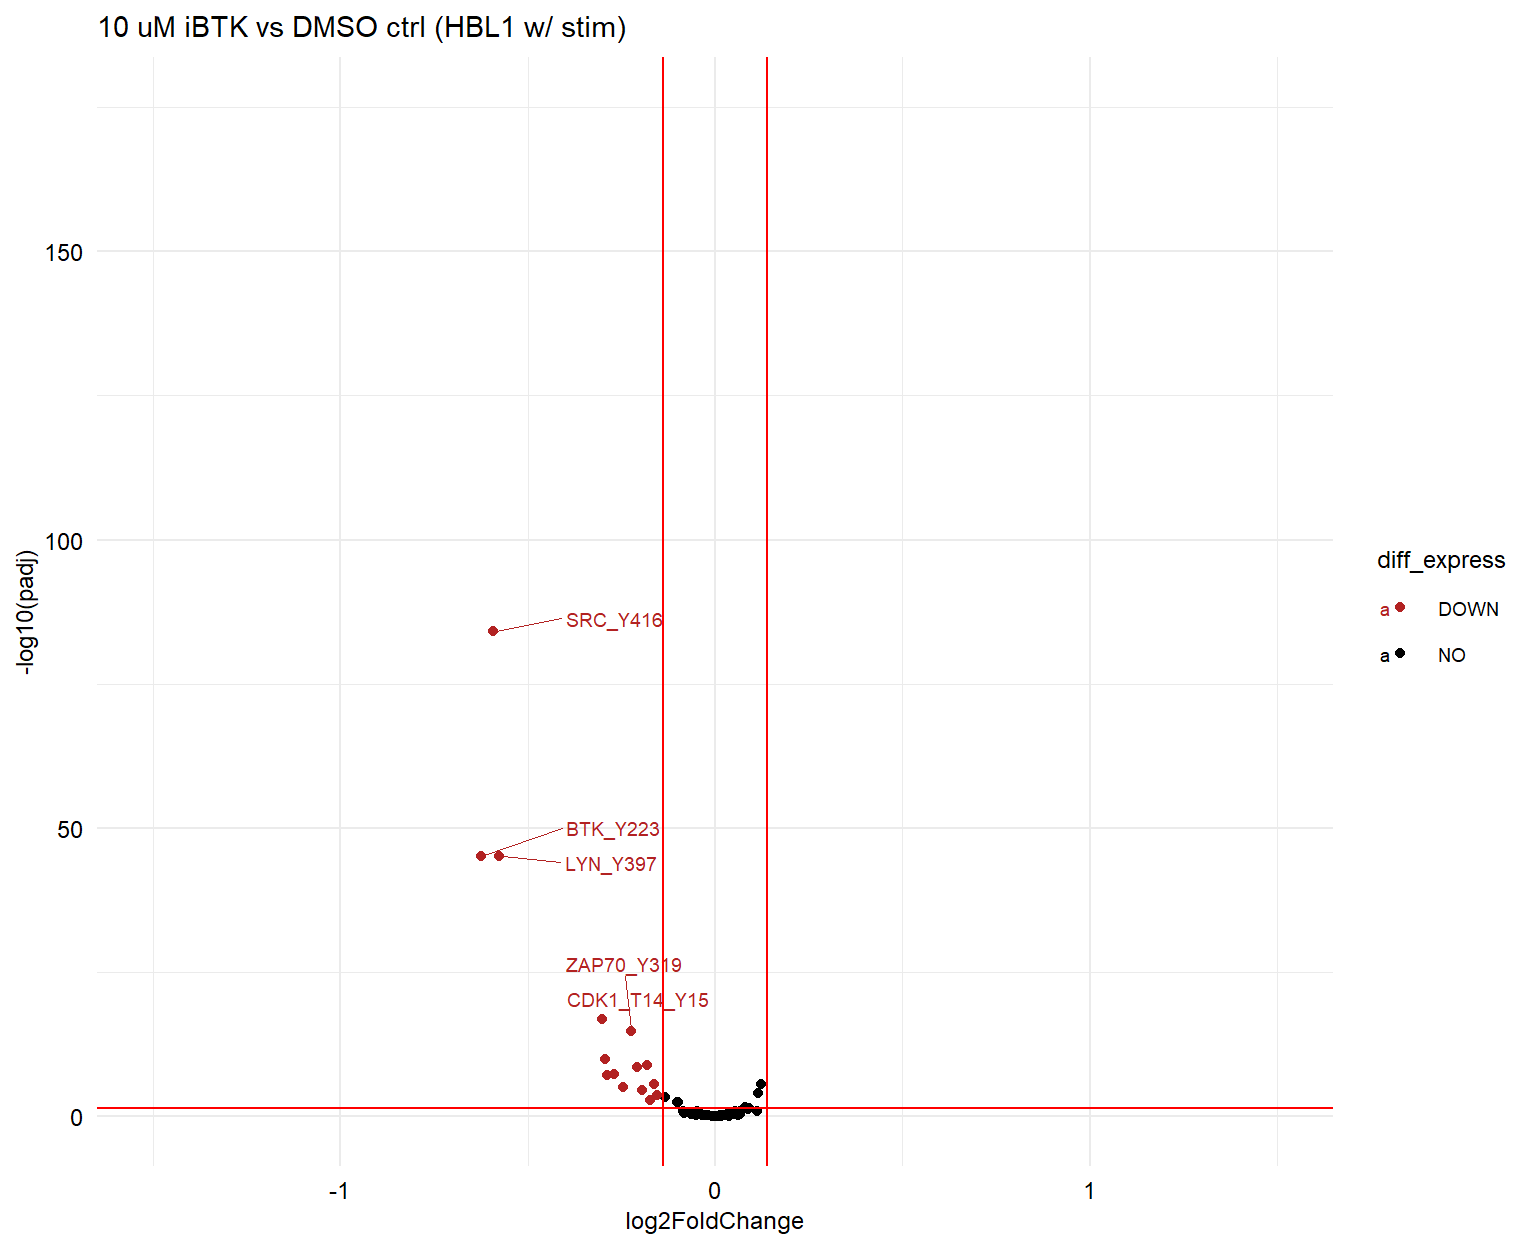 10 uM iBTK vs DMSO ctrl (HBL1 w/ stim)
-log10(padj)
150
100
50
0
SRC_Y416
BTK_Y223
LYN_Y397
ZAP70_Y319
CDK1_T14_Y15
-1
0
1
log2FoldChange
diff_express
a DOWN
a NO